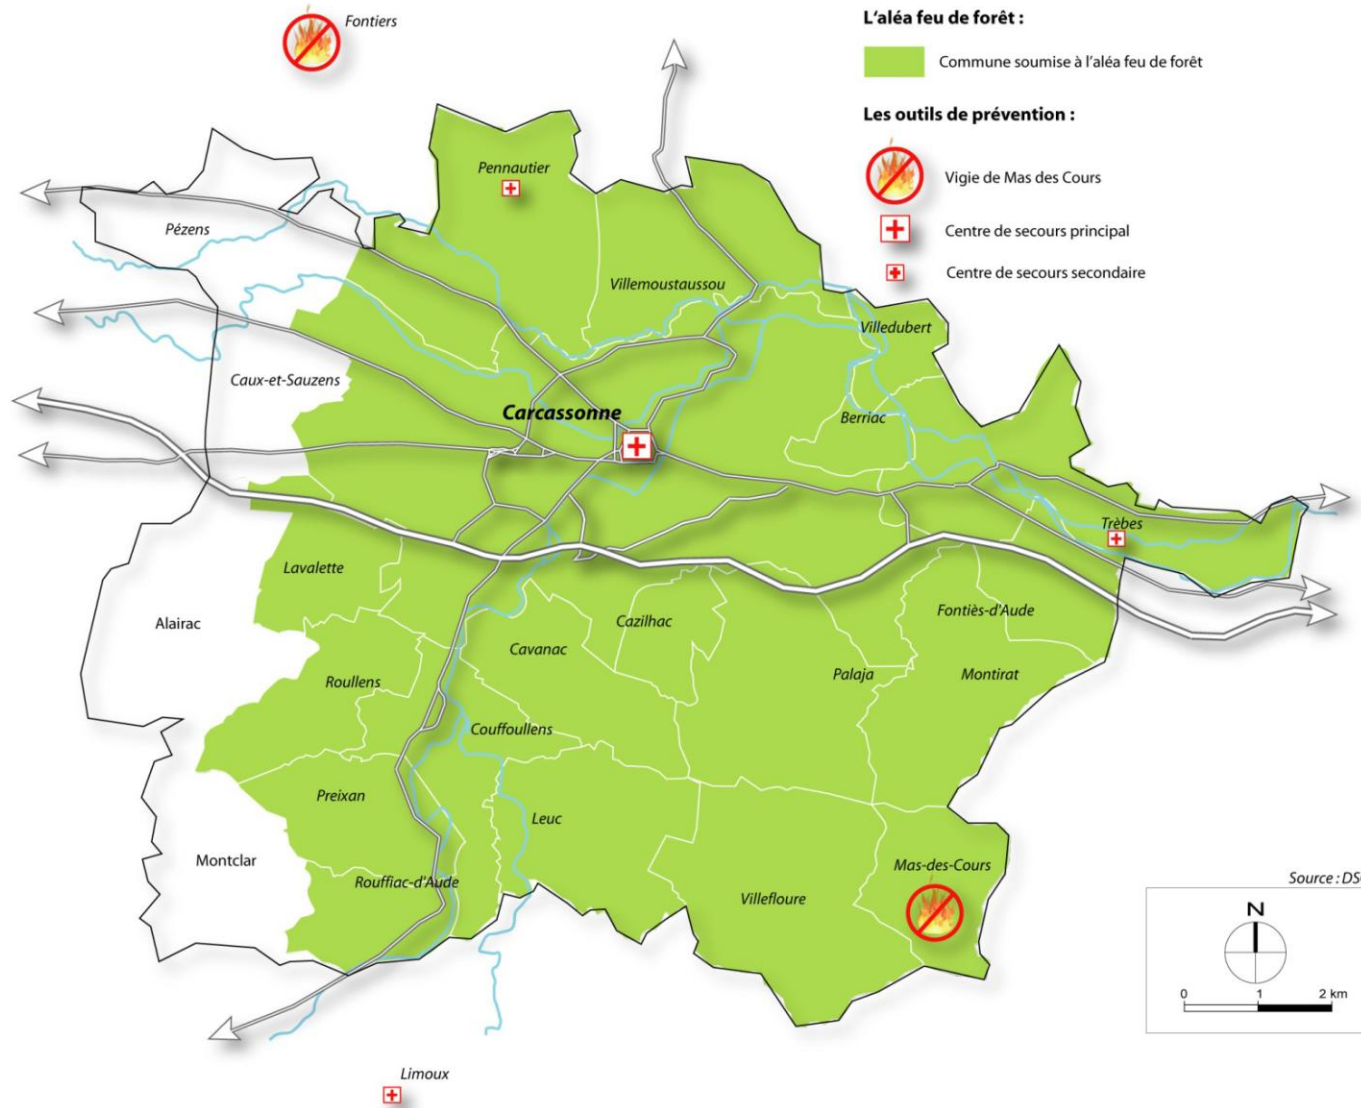 Fontiers
L'aléa feu de forêt :
Commune soumise à l'aléa feu de forêt
Les outils de prévention :
Vigie de Mas des Cours
Centre de secours principal
Centre de secours secondaire
Pennautier
Pézens
Villemoustaussou
Villedubert
Caux-et-Sauzens
Carcassonne
Berriac
Trèbes
Lavalette
Alairac
Cazilhac
Fontiès-d'Aude
Cavanac
Roullens
Palaja
Montirat
Couffoullens
Preixan
Leuc
Montclar
Mas-des-Cours
Rouffiac-d'Aude
Villefloure
Source : DS
N
0 1 2 km
Limoux